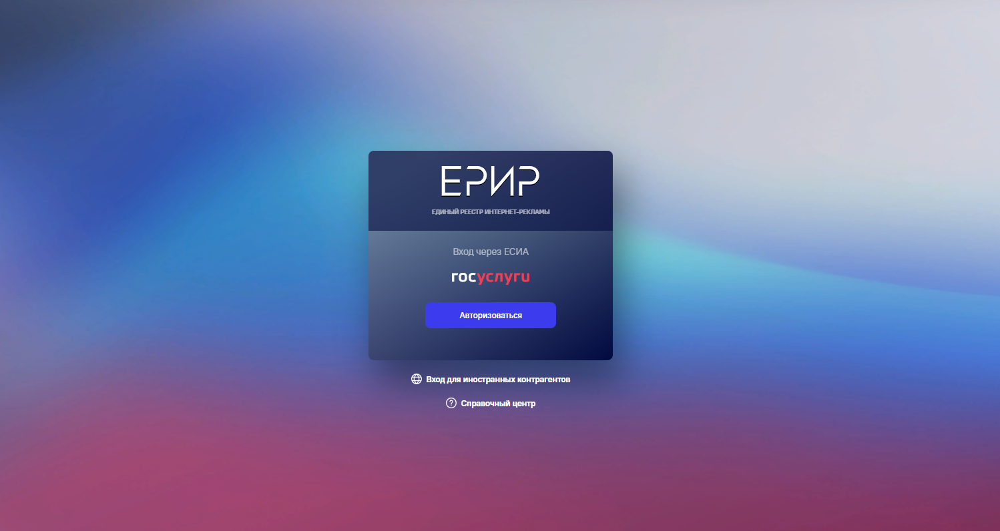 ЕРИР
ЕДИНЫЙ РЕЕСТР ИНТЕРНЕТ-РЕКЛАМЫ
Вход через ЕСИА
госуслуги
Авторизоваться
Вход для иностранных контрагентов
Справочный центр